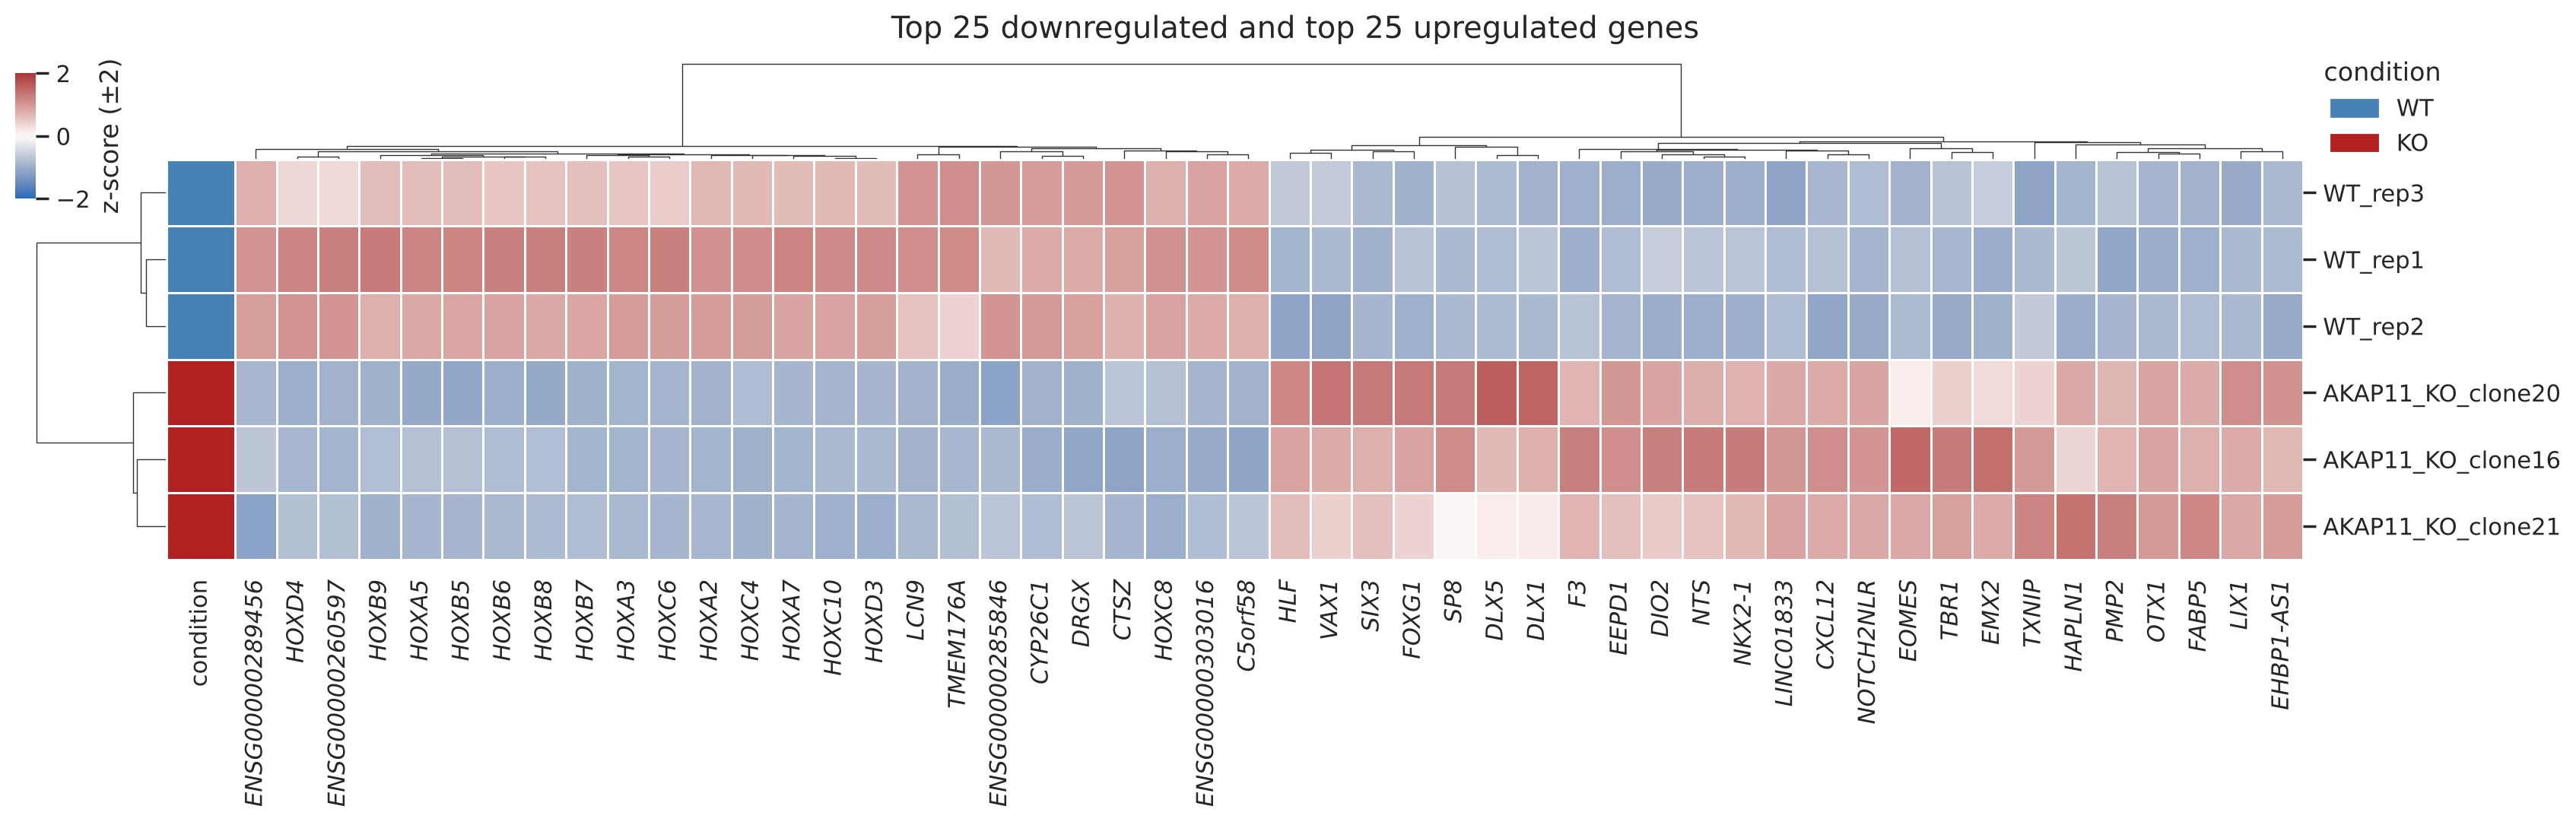 Top 25 downregulated and top 25 upregulated genes
2
0
−2
z-score (±2)
condition
WT
KO
WT_rep3
WT_rep1
WT_rep2
AKAP11_KO_clone20
AKAP11_KO_clone16
AKAP11_KO_clone21
condition
ENSG00000289456
HOXD4
ENSG00000260597
HOXB9
HOXA5
HOXB5
HOXB6
HOXB8
HOXB7
HOXA3
HOXC6
HOXA2
HOXC4
HOXA7
HOXC10
HOXD3
LCN9
TMEM176A
ENSG00000285846
CYP26C1
DRGX
CTSZ
HOXC8
ENSG00000303016
C5orf58
HLF
VAX1
SIX3
FOXG1
SP8
DLX5
DLX1
F3
EEPD1
DIO2
NTS
NKX2-1
LINC01833
CXCL12
NOTCH2NLR
EOMES
TBR1
EMX2
TXNIP
HAPLN1
PMP2
OTX1
FABP5
LIX1
EHBP1-AS1